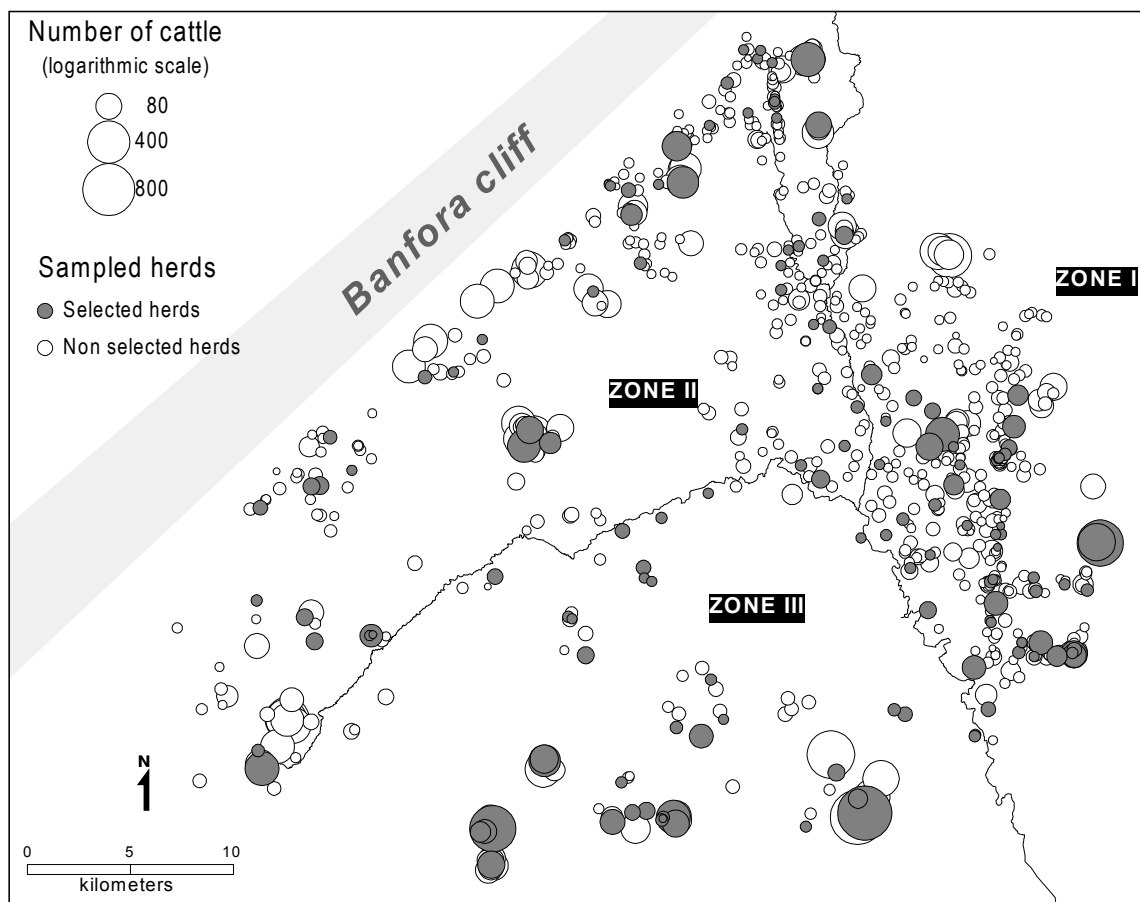 Number of cattle
(logarithmic scale)
80
400
800
Sampled herds
Selected herds
Non selected herds
Banfora cliff
ZONE I
ZONE II
ZONE III
N
0 5 10
kilometers